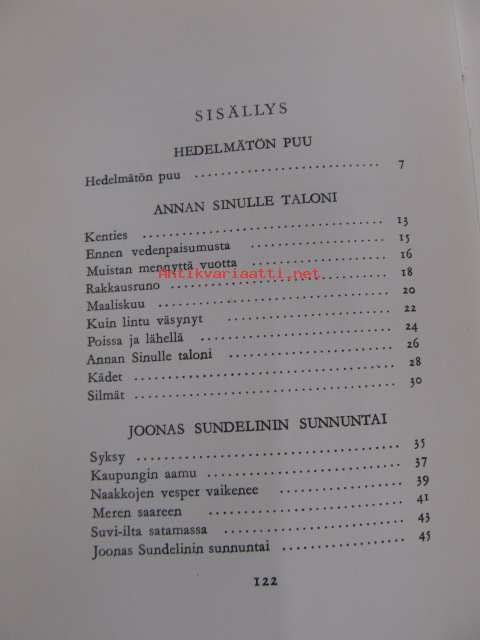 SISÄLLYS
HEDELMÄTÖN PUU
Hedelmätön puu .......................... 7
ANNAN SINULLE TALONI
Kenties .......................... 13
Ennen vedenpaisumusta .............. 15
Muistan mennyttä vuotta .............. 16
Antikvariaatti.net
Rakkausruno .......................... 18
Maaliskuu .......................... 20
Kuin lintu väsynyt .................. 22
Poissa ja lähellä .................... 24
Annan Sinulle taloni .................. 26
Kädet .............................. 28
Silmät .............................. 30
JOONAS SUNDELININ SUNNUNTAI
Syksy .............................. 35
Kaupungin aamu ...................... 37
Naakkojen vesper vaikenee ............ 39
Meren saareen ........................ 41
Suvi-ilta satamassa .................. 43
Joonas Sundelinin sunnuntai ............ 45
122